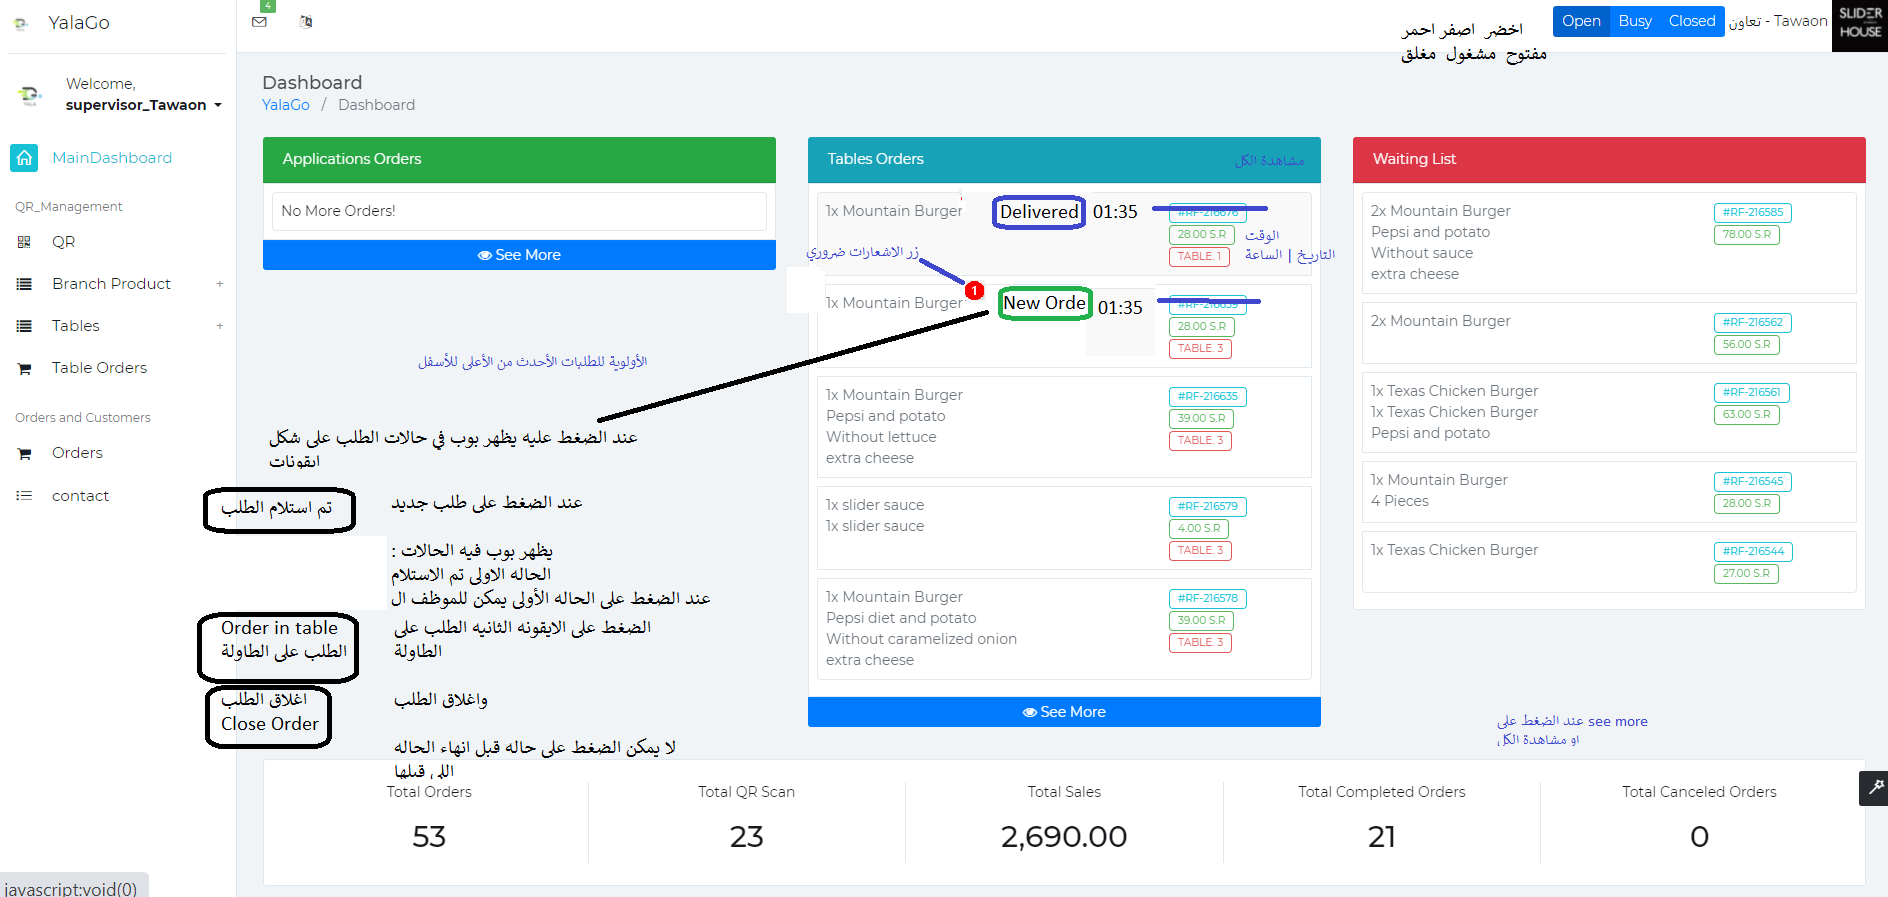 YalaGo
4
اخضر اصفر احمر
مفتوح مشغول مغلق
Open Busy Closed
تعاون - Tawaon
SLIDER
HOUSE
Welcome,
supervisor_Tawaon
MainDashboard
QR_Management
QR
Branch Product +
Tables +
Table Orders
Orders and Customers
Orders
contact
Dashboard
YalaGo / Dashboard
Applications Orders
No More Orders!
See More
Tables Orders
مشاهدة الكل
1x Mountain Burger
Delivered 01:35
#RF-216676
28.00 S.R
TABLE. 1
الوقت
التاريخ | الساعة
زر الاشعارات ضروري
1
1x Mountain Burger
New Orde 01:35
#RF-216639
28.00 S.R
TABLE. 3
1x Mountain Burger
Pepsi and potato
Without lettuce
extra cheese
#RF-216635
39.00 S.R
TABLE. 3
1x slider sauce
1x slider sauce
#RF-216579
4.00 S.R
TABLE. 3
1x Mountain Burger
Pepsi diet and potato
Without caramelized onion
extra cheese
#RF-216578
39.00 S.R
TABLE. 3
See More
Waiting List
2x Mountain Burger
Pepsi and potato
Without sauce
extra cheese
#RF-216585
78.00 S.R
2x Mountain Burger
#RF-216562
56.00 S.R
1x Texas Chicken Burger
1x Texas Chicken Burger
Pepsi and potato
#RF-216561
63.00 S.R
1x Mountain Burger
4 Pieces
#RF-216545
28.00 S.R
1x Texas Chicken Burger
#RF-216544
27.00 S.R
الأولوية للطلبات الأحدث من الأعلى للأسفل
عند الضغط عليه يظهر بوب في حالات الطلب على شكل
ايقونات
عند الضغط على طلب جديد
تم استلام الطلب
يظهر بوب فيه الحالات :
الحاله الاولى تم الاستلام
عند الضغط على الحاله الأولى يمكن للموظف ال
الضغط على الايقونه الثانيه الطلب على
الطاولة
Order in table
الطلب على الطاولة
واغلاق الطلب
اغلاق الطلب
Close Order
لا يمكن الضغط على حاله قبل انهاء الحاله
اللي قبلها
عند الضغط على see more
او مشاهدة الكل
Total Orders
53
Total QR Scan
23
Total Sales
2,690.00
Total Completed Orders
21
Total Canceled Orders
0
javascript:void(0)